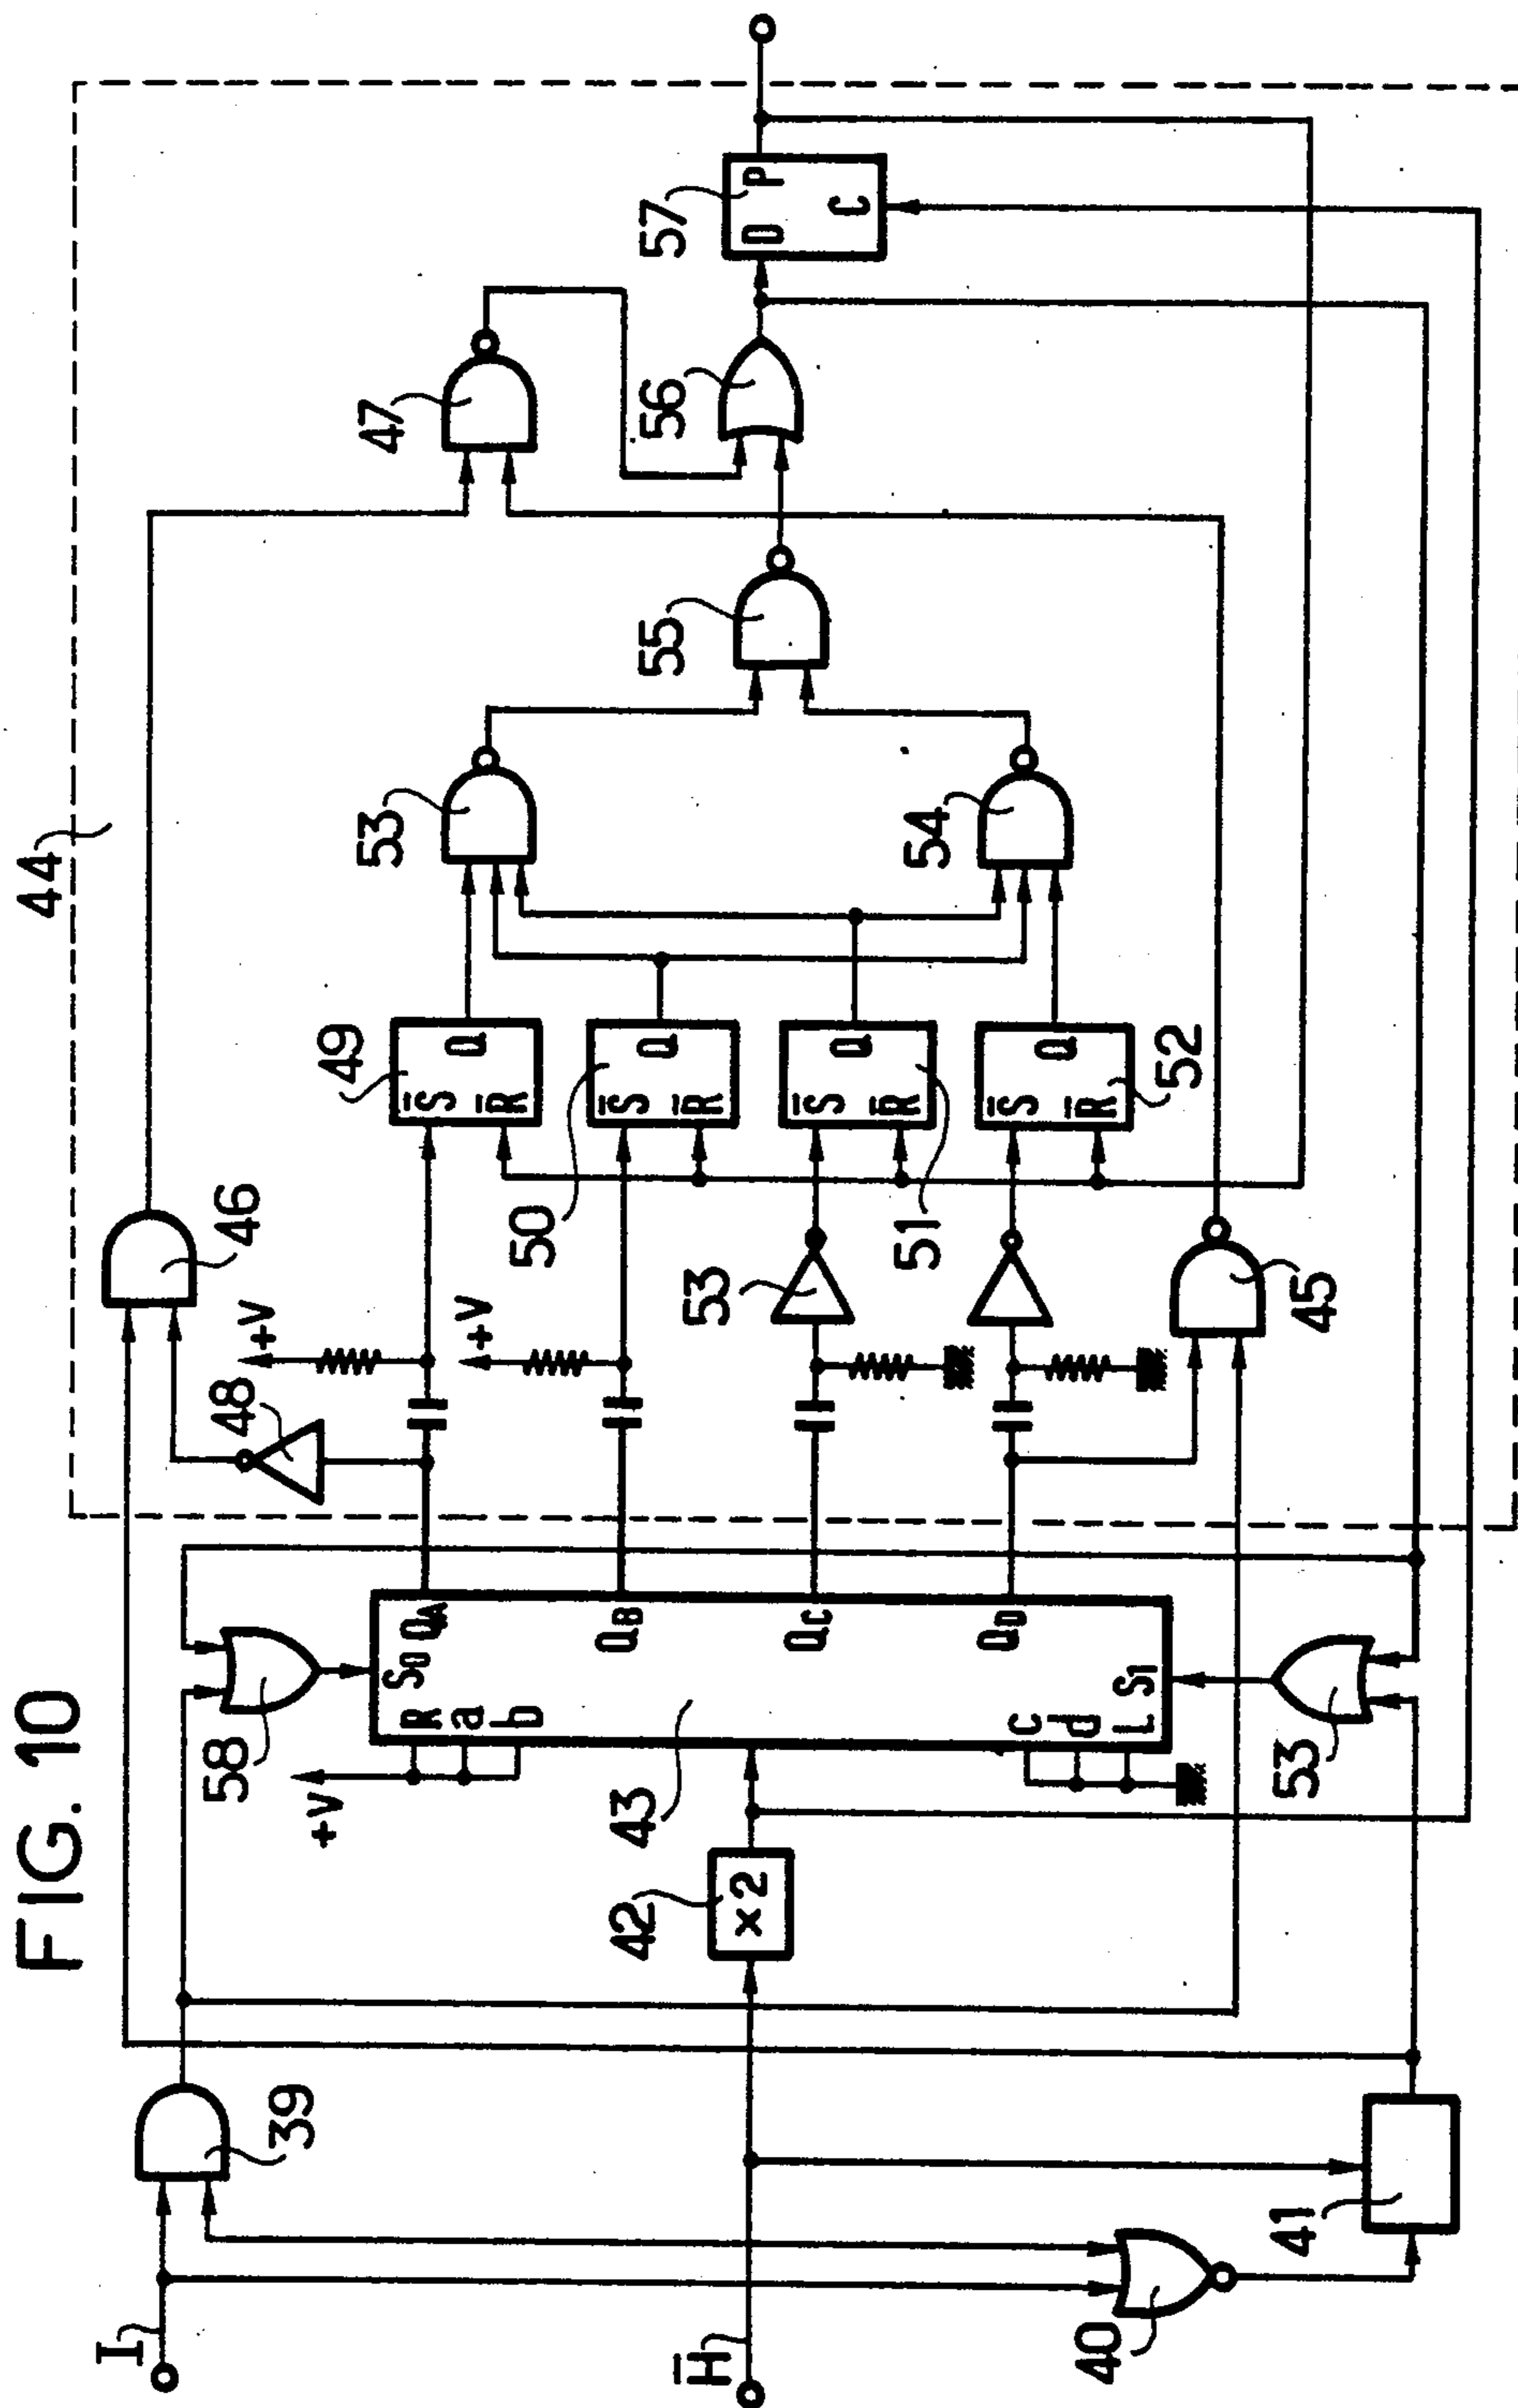 FIG. 10
44
I
39
48
46
+V
+V
47
58
+V
R
a
b
S0
QA
QB
QC
QD
S1
c
d
L
43
42
x 2
H̅
49
S̅
R̅
Q
50
S̅
R̅
Q
51
S̅
R̅
Q
52
S̅
R̅
Q
53
53
54
55
56
57
D
P
C
45
53
40
41